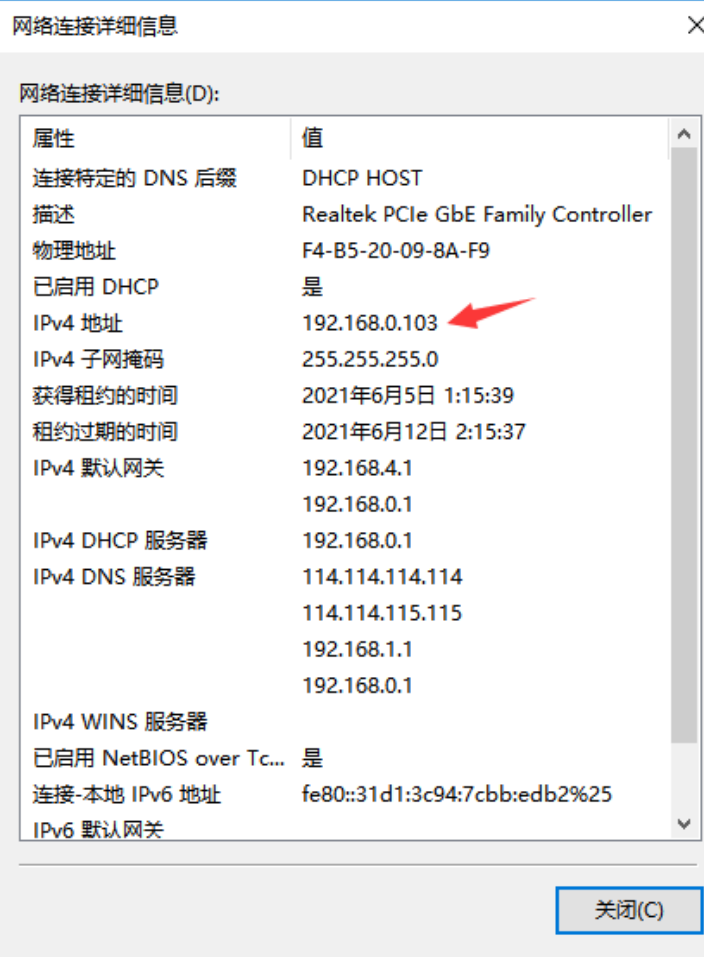 网络连接详细信息
网络连接详细信息(D):
属性 值
连接特定的 DNS 后缀 DHCP HOST
描述 Realtek PCIe GbE Family Controller
物理地址 F4-B5-20-09-8A-F9
已启用 DHCP 是
IPv4 地址 192.168.0.103
IPv4 子网掩码 255.255.255.0
获得租约的时间 2021年6月5日 1:15:39
租约过期的时间 2021年6月12日 2:15:37
IPv4 默认网关 192.168.4.1
192.168.0.1
IPv4 DHCP 服务器 192.168.0.1
IPv4 DNS 服务器 114.114.114.114
114.114.115.115
192.168.1.1
192.168.0.1
IPv4 WINS 服务器
已启用 NetBIOS over Tc... 是
连接-本地 IPv6 地址 fe80::31d1:3c94:7cbb:edb2%25
IPv6 默认网关
关闭(C)